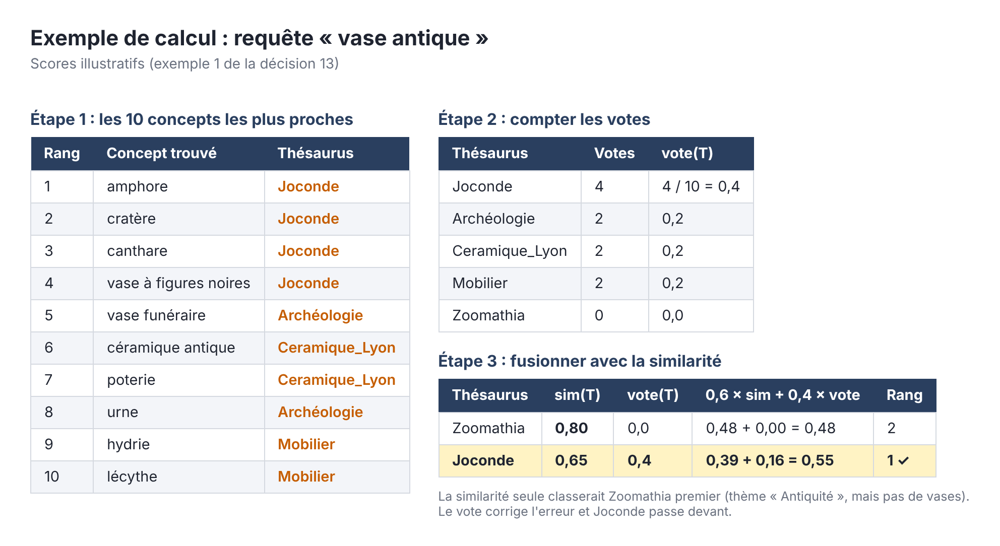 Exemple de calcul : requête « vase antique »
Scores illustratifs (exemple 1 de la décision 13)
Étape 1 : les 10 concepts les plus proches
Rang Concept trouvé Thésaurus
1 amphore Joconde
2 cratère Joconde
3 canthare Joconde
4 vase à figures noires Joconde
5 vase funéraire Archéologie
6 céramique antique Ceramique_Lyon
7 poterie Ceramique_Lyon
8 urne Archéologie
9 hydrie Mobilier
10 lécythe Mobilier
Étape 2 : compter les votes
Thésaurus Votes vote(T)
Joconde 4 4 / 10 = 0,4
Archéologie 2 0,2
Ceramique_Lyon 2 0,2
Mobilier 2 0,2
Zoomathia 0 0,0
Étape 3 : fusionner avec la similarité
Thésaurus sim(T) vote(T) 0,6 × sim + 0,4 × vote Rang
Zoomathia 0,80 0,0 0,48 + 0,00 = 0,48 2
Joconde 0,65 0,4 0,39 + 0,16 = 0,55 1 ✓
La similarité seule classerait Zoomathia premier (thème « Antiquité », mais pas de vases).
Le vote corrige l'erreur et Joconde passe devant.